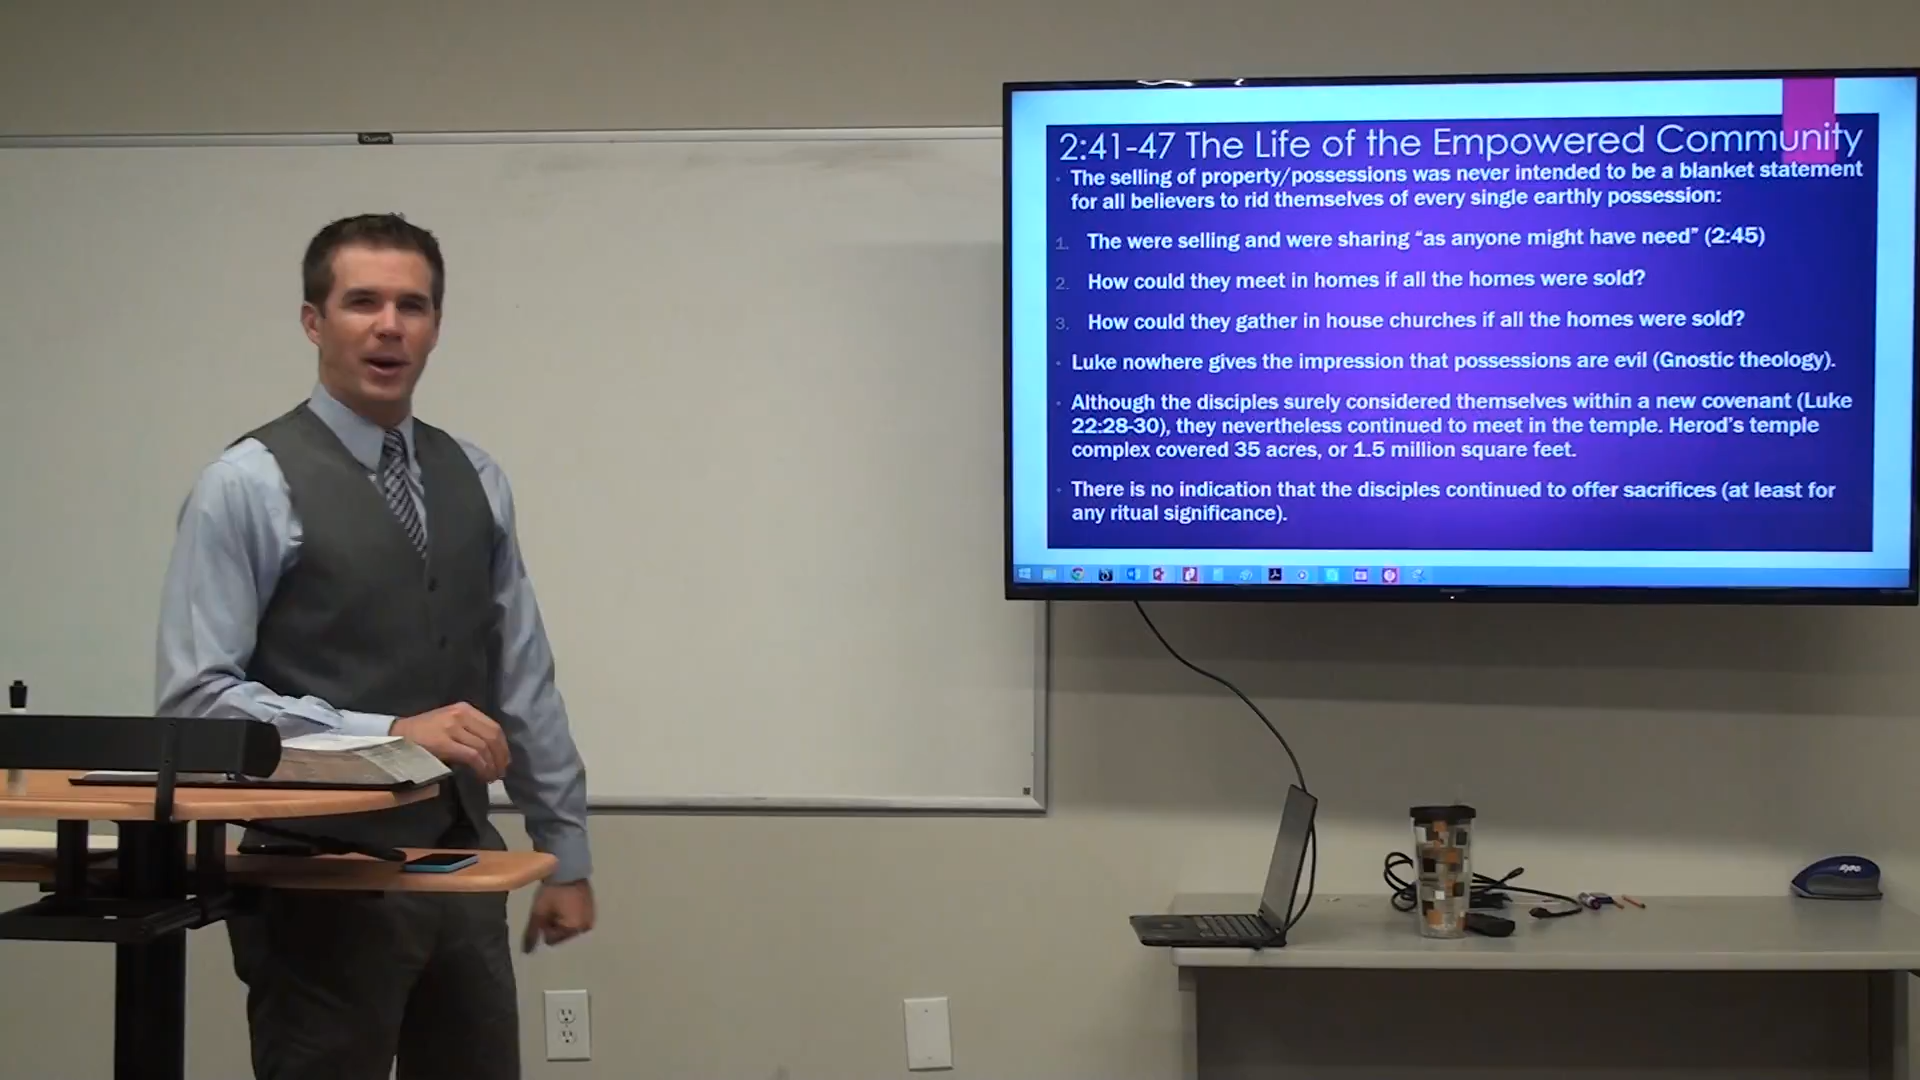 2:41-47 The Life of the Empowered Community
The selling of property/possessions was never intended to be a blanket statement
for all believers to rid themselves of every single earthly possession:
1. The were selling and were sharing “as anyone might have need” (2:45)
2. How could they meet in homes if all the homes were sold?
3. How could they gather in house churches if all the homes were sold?
Luke nowhere gives the impression that possessions are evil (Gnostic theology).
Although the disciples surely considered themselves within a new covenant (Luke
22:28-30), they nevertheless continued to meet in the temple. Herod’s temple
complex covered 35 acres, or 1.5 million square feet.
There is no indication that the disciples continued to offer sacrifices (at least for
any ritual significance).
EXPO